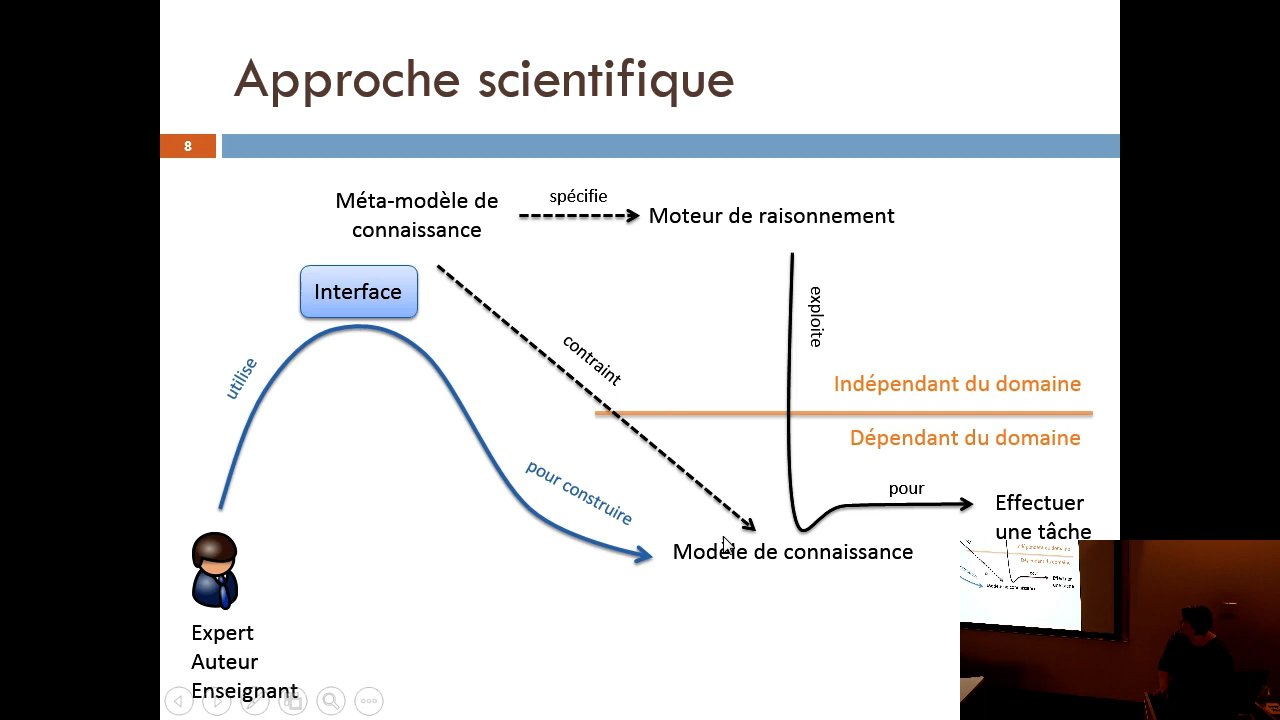 Approche scientifique
8
Méta-modèle de
connaissance
spécifie
Moteur de raisonnement
Interface
exploite
contraint
utilise
Indépendant du domaine
Dépendant du domaine
pour construire
pour
Effectuer
une tâche
Modèle de connaissance
Expert
Auteur
Enseignant